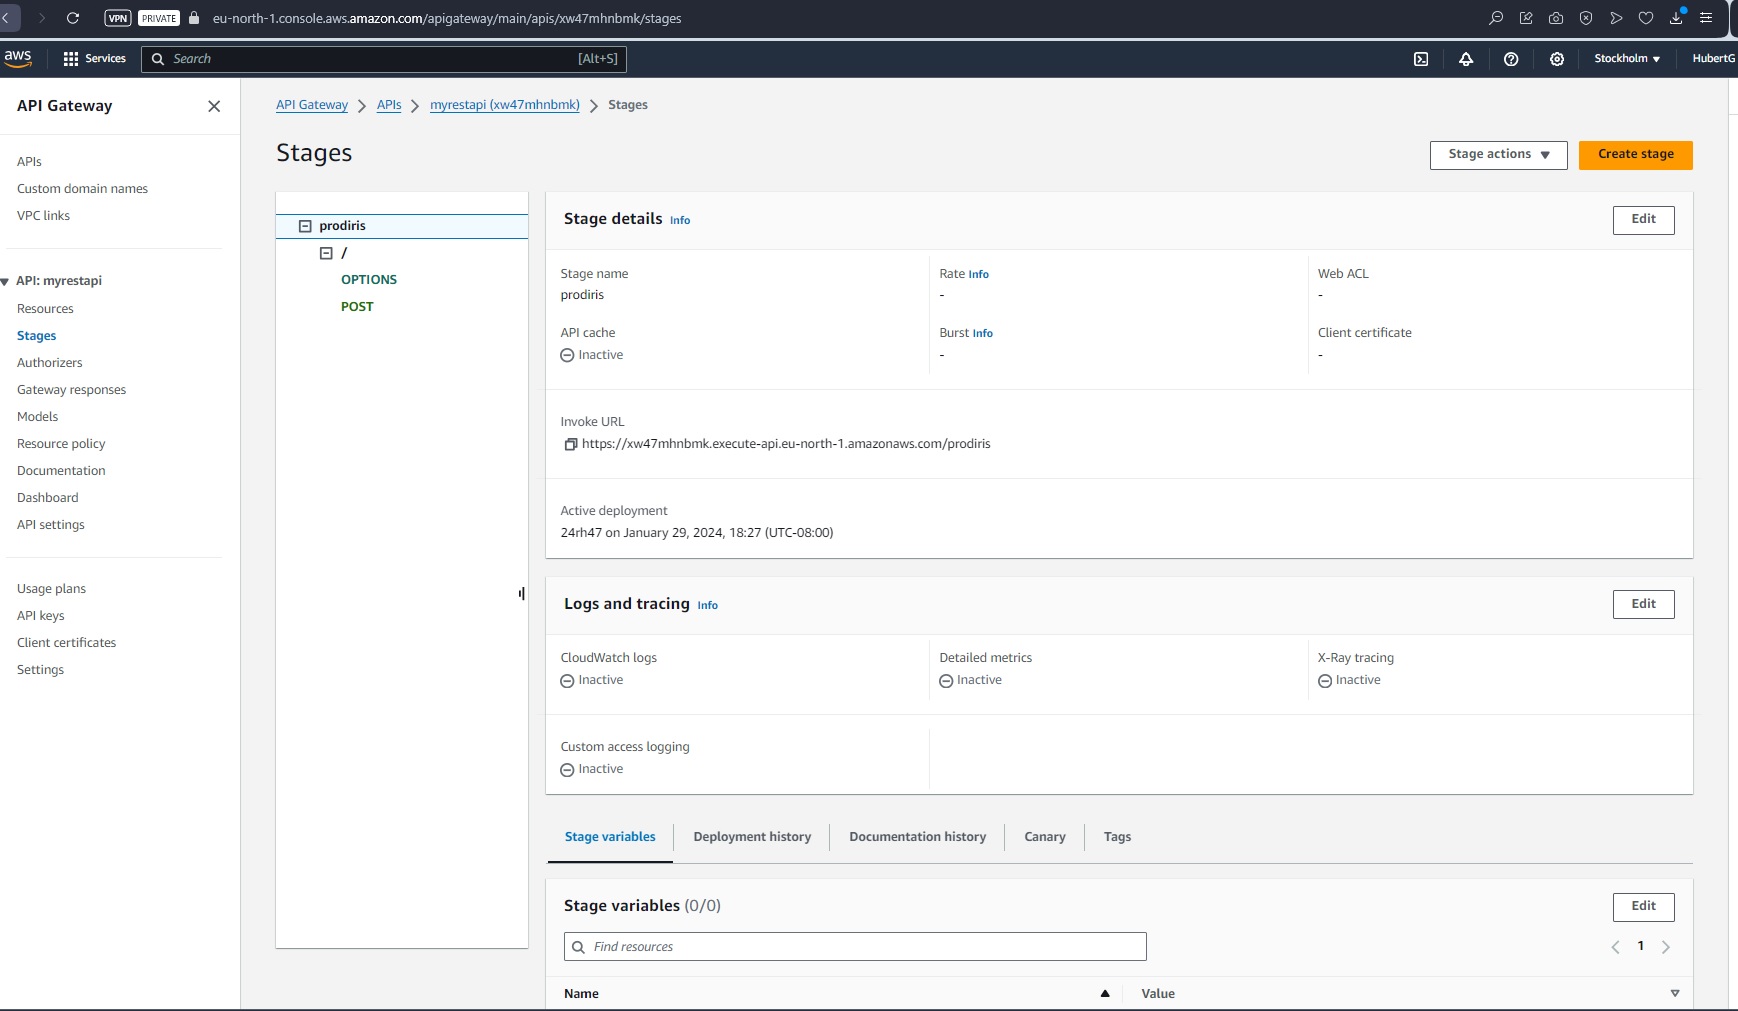 VPN PRIVATE eu-north-1.console.aws.amazon.com/apigateway/main/apis/xw47mhnbmk/stages
aws Services Search [Alt+S] Stockholm HubertG
API Gateway
APIs
Custom domain names
VPC links
API: myrestapi
Resources
Stages
Authorizers
Gateway responses
Models
Resource policy
Documentation
Dashboard
API settings
Usage plans
API keys
Client certificates
Settings
API Gateway > APIs > myrestapi (xw47mhnbmk) > Stages
Stages
Stage actions
Create stage
prodiris
/
OPTIONS
POST
Stage details Info
Edit
Stage name
prodiris
Rate Info
-
Web ACL
-
API cache
Inactive
Burst Info
-
Client certificate
-
Invoke URL
https://xw47mhnbmk.execute-api.eu-north-1.amazonaws.com/prodiris
Active deployment
24rh47 on January 29, 2024, 18:27 (UTC-08:00)
Logs and tracing Info
Edit
CloudWatch logs
Inactive
Detailed metrics
Inactive
X-Ray tracing
Inactive
Custom access logging
Inactive
Stage variables Deployment history Documentation history Canary Tags
Stage variables (0/0)
Edit
Find resources
1
Name Value